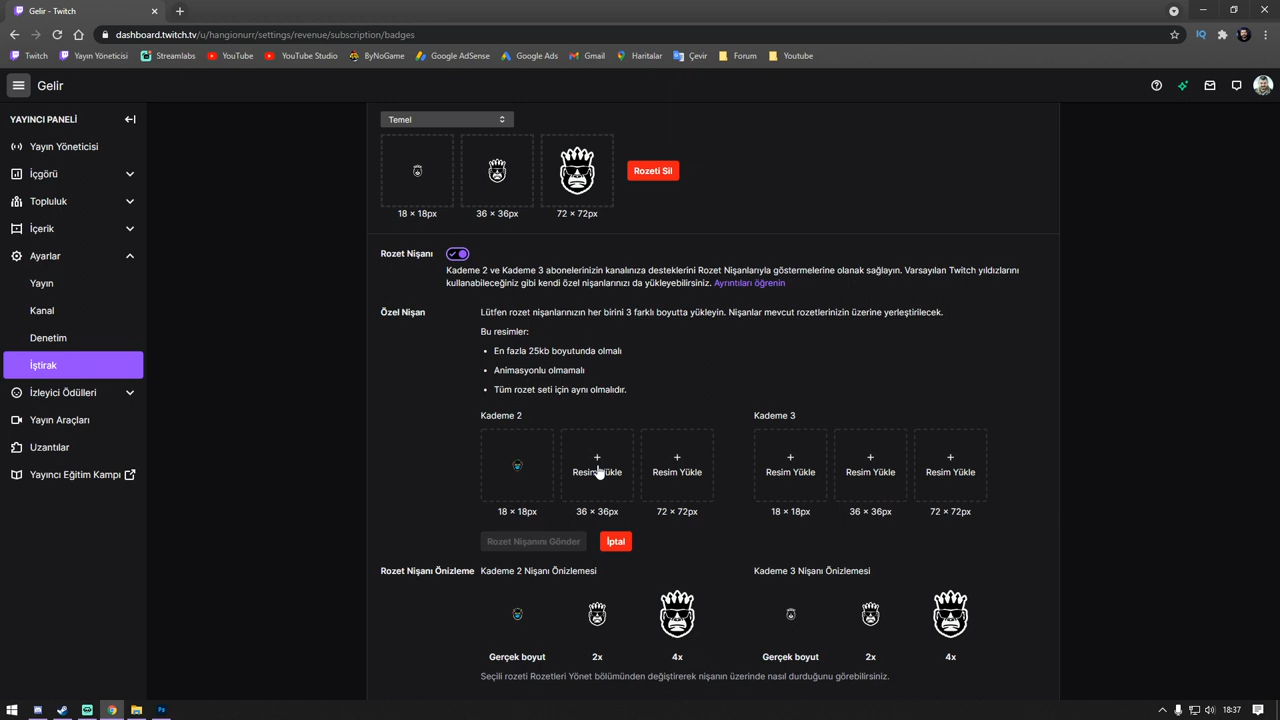 Gelir - Twitch
dashboard.twitch.tv/u/hangionurr/settings/revenue/subscription/badges
Twitch
Yayın Yöneticisi
Streamlabs
YouTube
YouTube Studio
ByNoGame
Google AdSense
Google Ads
Gmail
Haritalar
Çevir
Forum
Youtube
Gelir
YAYINCI PANELİ
Yayın Yöneticisi
İçgörü
Topluluk
İçerik
Ayarlar
Yayın
Kanal
Denetim
İştirak
İzleyici Ödülleri
Yayın Araçları
Uzantılar
Yayıncı Eğitim Kampı
Temel
Rozeti Sil
18 × 18px
36 × 36px
72 × 72px
Rozet Nişanı
Kademe 2 ve Kademe 3 abonelerinizin kanalınıza desteklerini Rozet Nişanlarıyla göstermelerine olanak sağlayın. Varsayılan Twitch yıldızlarını
kullanabileceğiniz gibi kendi özel nişanlarınızı da yükleyebilirsiniz. Ayrıntıları öğrenin
Özel Nişan
Lütfen rozet nişanlarınızın her birini 3 farklı boyutta yükleyin. Nişanlar mevcut rozetlerinizin üzerine yerleştirilecek.
Bu resimler:
• En fazla 25kb boyutunda olmalı
• Animasyonlu olmamalı
• Tüm rozet seti için aynı olmalıdır.
Kademe 2
Kademe 3
Resim Yükle
Resim Yükle
Resim Yükle
Resim Yükle
Resim Yükle
18 × 18px
36 × 36px
72 × 72px
18 × 18px
36 × 36px
72 × 72px
Rozet Nişanını Gönder
İptal
Rozet Nişanı Önizleme
Kademe 2 Nişanı Önizlemesi
Kademe 3 Nişanı Önizlemesi
Gerçek boyut
2x
4x
Gerçek boyut
2x
4x
Seçili rozeti Rozetleri Yönet bölümünden değiştirerek nişanın üzerinde nasıl durduğunu görebilirsiniz.
18:37